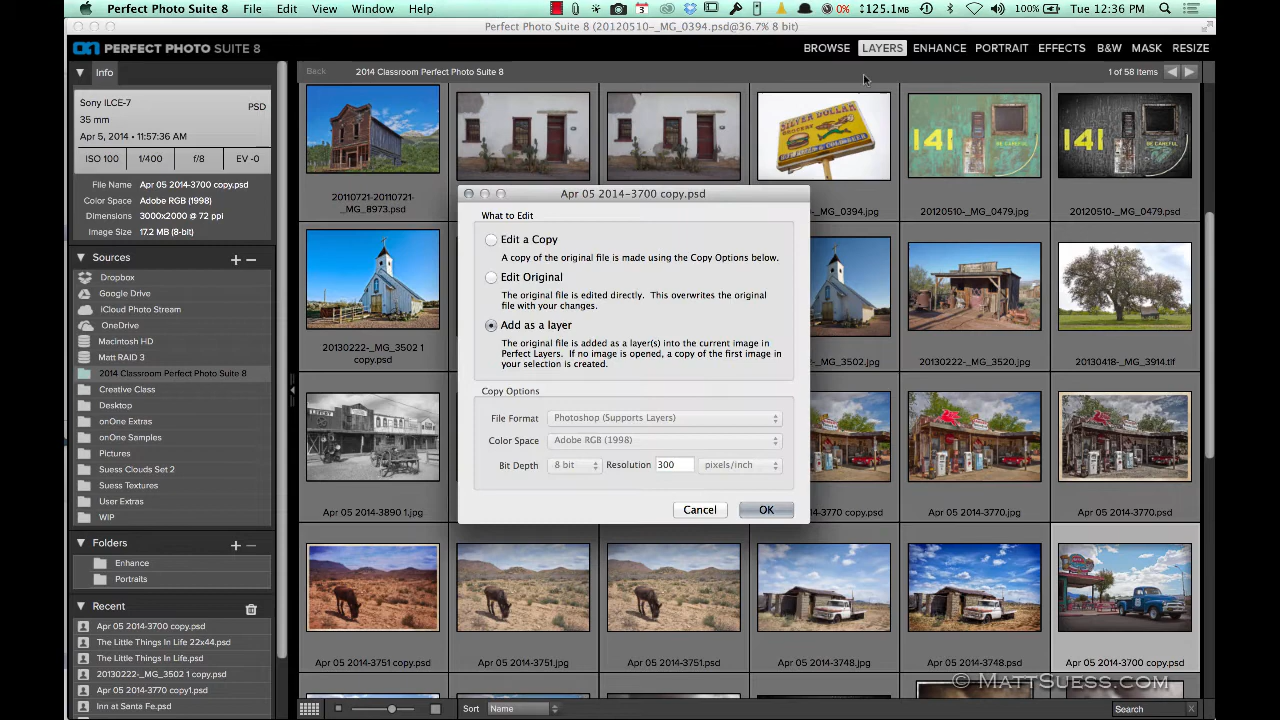 Perfect Photo Suite 8 File Edit View Window Help 3 0% 125.1MB 100% Tue 12:36 PM
Perfect Photo Suite 8 (20120510-_MG_0394.psd@36.7% 8 bit)
on PERFECT PHOTO SUITE 8 BROWSE LAYERS ENHANCE PORTRAIT EFFECTS B&W MASK RESIZE
Info Back 2014 Classroom Perfect Photo Suite 8 1 of 58 Items
Sony ILCE-7 PSD
35 mm
Apr 5, 2014 • 11:57:36 AM
ISO 100 1/400 f/8 EV -0
File Name Apr 05 2014-3700 copy.psd
Color Space Adobe RGB (1998)
Dimensions 3000x2000 @ 72 ppi
Image Size 17.2 MB (8-bit)
SILVER DOLLAR
141 BE CAREFUL
141 BE CAREFUL
20110721-20110721-
_MG_8973.psd
_MG_0394.jpg
20120510-_MG_0479.jpg
20120510-_MG_0479.psd
Sources
Dropbox
Google Drive
iCloud Photo Stream
OneDrive
Macintosh HD
Matt RAID 3
2014 Classroom Perfect Photo Suite 8
Creative Class
Desktop
onOne Extras
onOne Samples
Pictures
Suess Clouds Set 2
Suess Textures
User Extras
WIP
Folders
Enhance
Portraits
Recent
Apr 05 2014-3700 copy.psd
The Little Things In Life 22x44.psd
The Little Things In Life.psd
20130222-_MG_3502 1 copy.psd
Apr 05 2014-3770 copy1.psd
Inn at Santa Fe.psd
Apr 05 2014-3700 copy.psd
What to Edit
Edit a Copy
A copy of the original file is made using the Copy Options below.
Edit Original
The original file is edited directly. This overwrites the original
file with your changes.
Add as a layer
The original file is added as a layer(s) into the current image in
Perfect Layers. If no image is opened, a copy of the first image in
your selection is created.
Copy Options
File Format Photoshop (Supports Layers)
Color Space Adobe RGB (1998)
Bit Depth 8 bit Resolution 300 pixels/inch
Cancel OK
20130222-_MG_3502 1
copy.psd
_MG_3502.jpg
20130222-_MG_3520.jpg
20130418-_MG_3914.tif
Apr 05 2014-3890 1.jpg
-3770 copy.psd
Apr 05 2014-3770.jpg
Apr 05 2014-3770.psd
Apr 05 2014-3751 copy.psd
Apr 05 2014-3751.jpg
Apr 05 2014-3751.psd
Apr 05 2014-3748.jpg
Apr 05 2014-3748.psd
Apr 05 2014-3700 copy.psd
© MattSuess.com
Sort Name Search